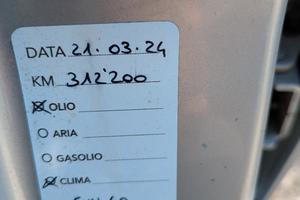 DATA 21.03.24
KM 312'200
OLIO
ARIA
GASOLIO
CLIMA